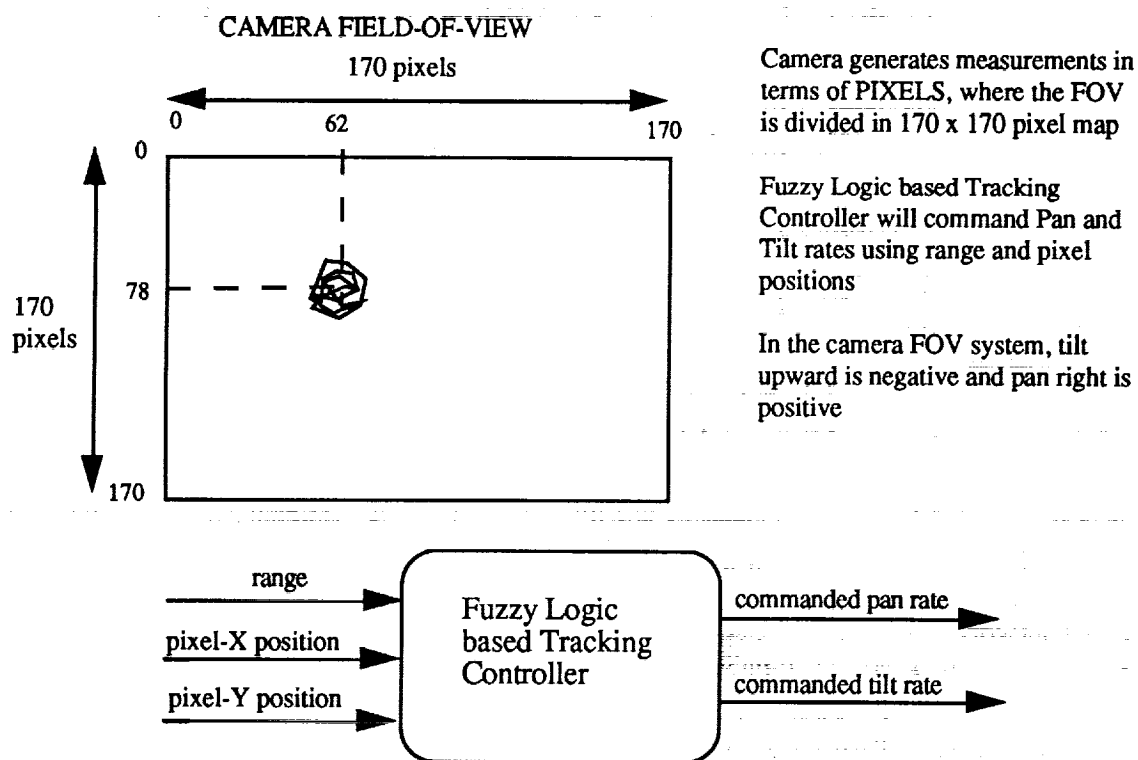 CAMERA FIELD-OF-VIEW
170 pixels
0 62 170
0
78
170
pixels
170
Camera generates measurements in
terms of PIXELS, where the FOV
is divided in 170 x 170 pixel map
Fuzzy Logic based Tracking
Controller will command Pan and
Tilt rates using range and pixel
positions
In the camera FOV system, tilt
upward is negative and pan right is
positive
range
pixel-X position
pixel-Y position
Fuzzy Logic
based Tracking
Controller
commanded pan rate
commanded tilt rate